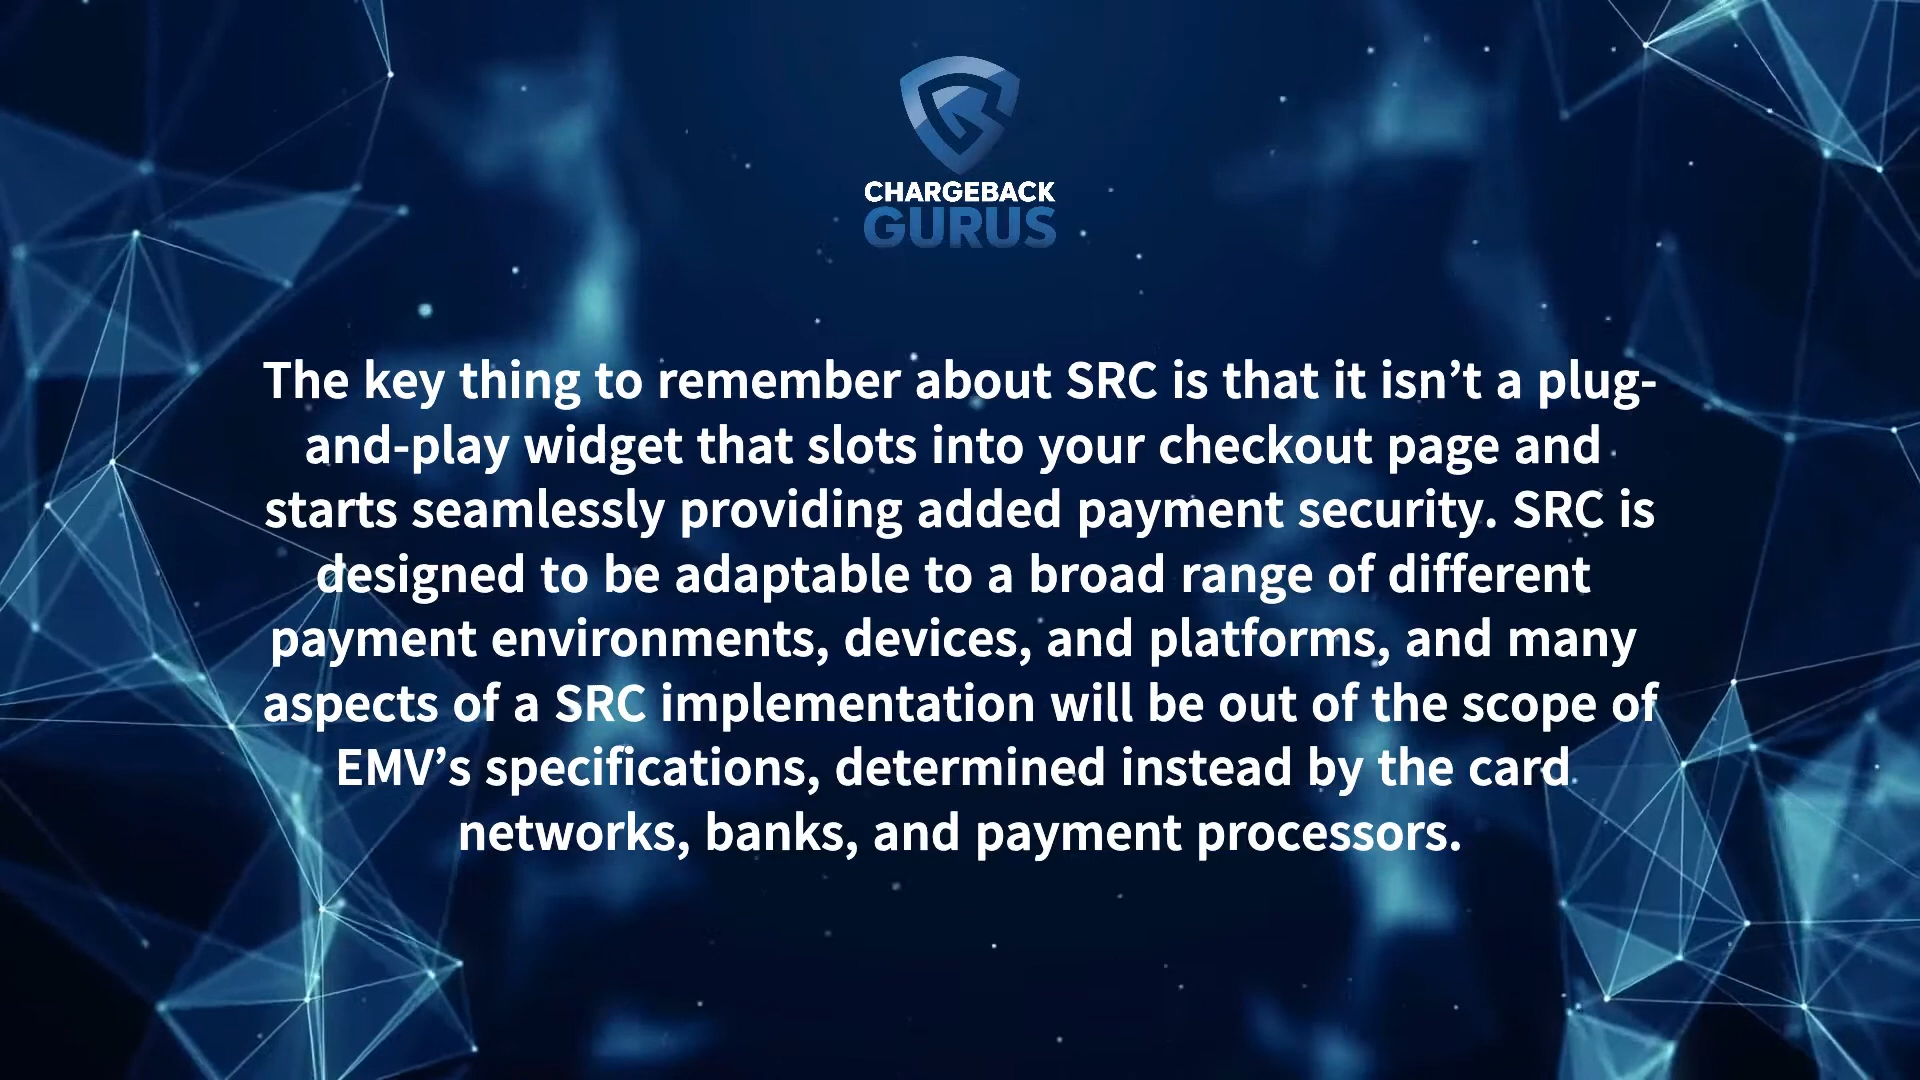 CHARGEBACK
GURUS
The key thing to remember about SRC is that it isn’t a plug-
and-play widget that slots into your checkout page and
starts seamlessly providing added payment security. SRC is
designed to be adaptable to a broad range of different
payment environments, devices, and platforms, and many
aspects of a SRC implementation will be out of the scope of
EMV’s specifications, determined instead by the card
networks, banks, and payment processors.